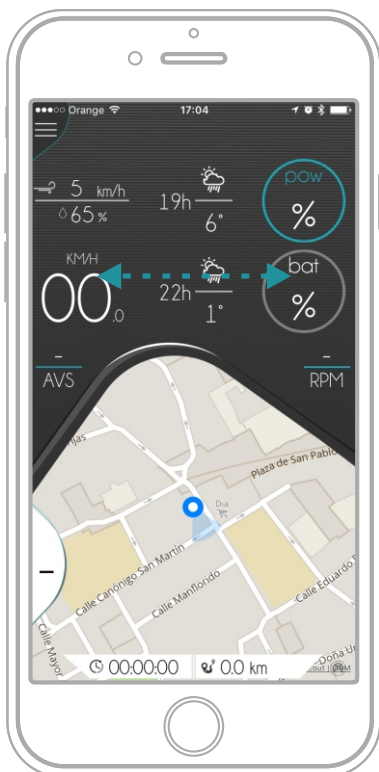 Orange 17:04
5 km/h
65%
19h
6°
pow
%
KM/H
00.0
22h
1°
bat
%
-
AVS
-
RPM
Plaza de San Pablo
Dia
Calle Canónigo San Martín
Calle Manflorido
Calle Eduardo
Calle Mayor
Doña Ur
-
00:00:00
0.0 km